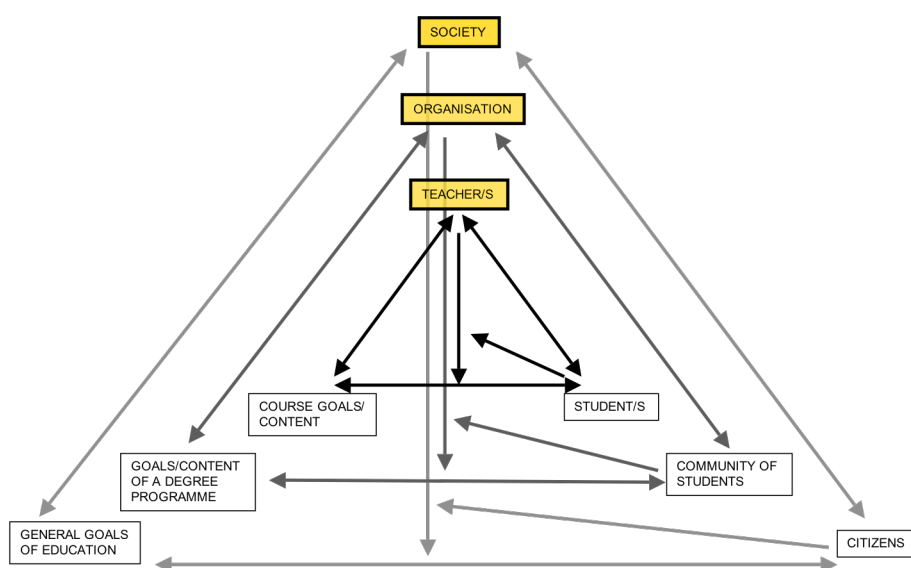 SOCIETY
ORGANISATION
TEACHER/S
COURSE GOALS/
CONTENT
STUDENT/S
GOALS/CONTENT
OF A DEGREE
PROGRAMME
COMMUNITY OF
STUDENTS
GENERAL GOALS
OF EDUCATION
CITIZENS